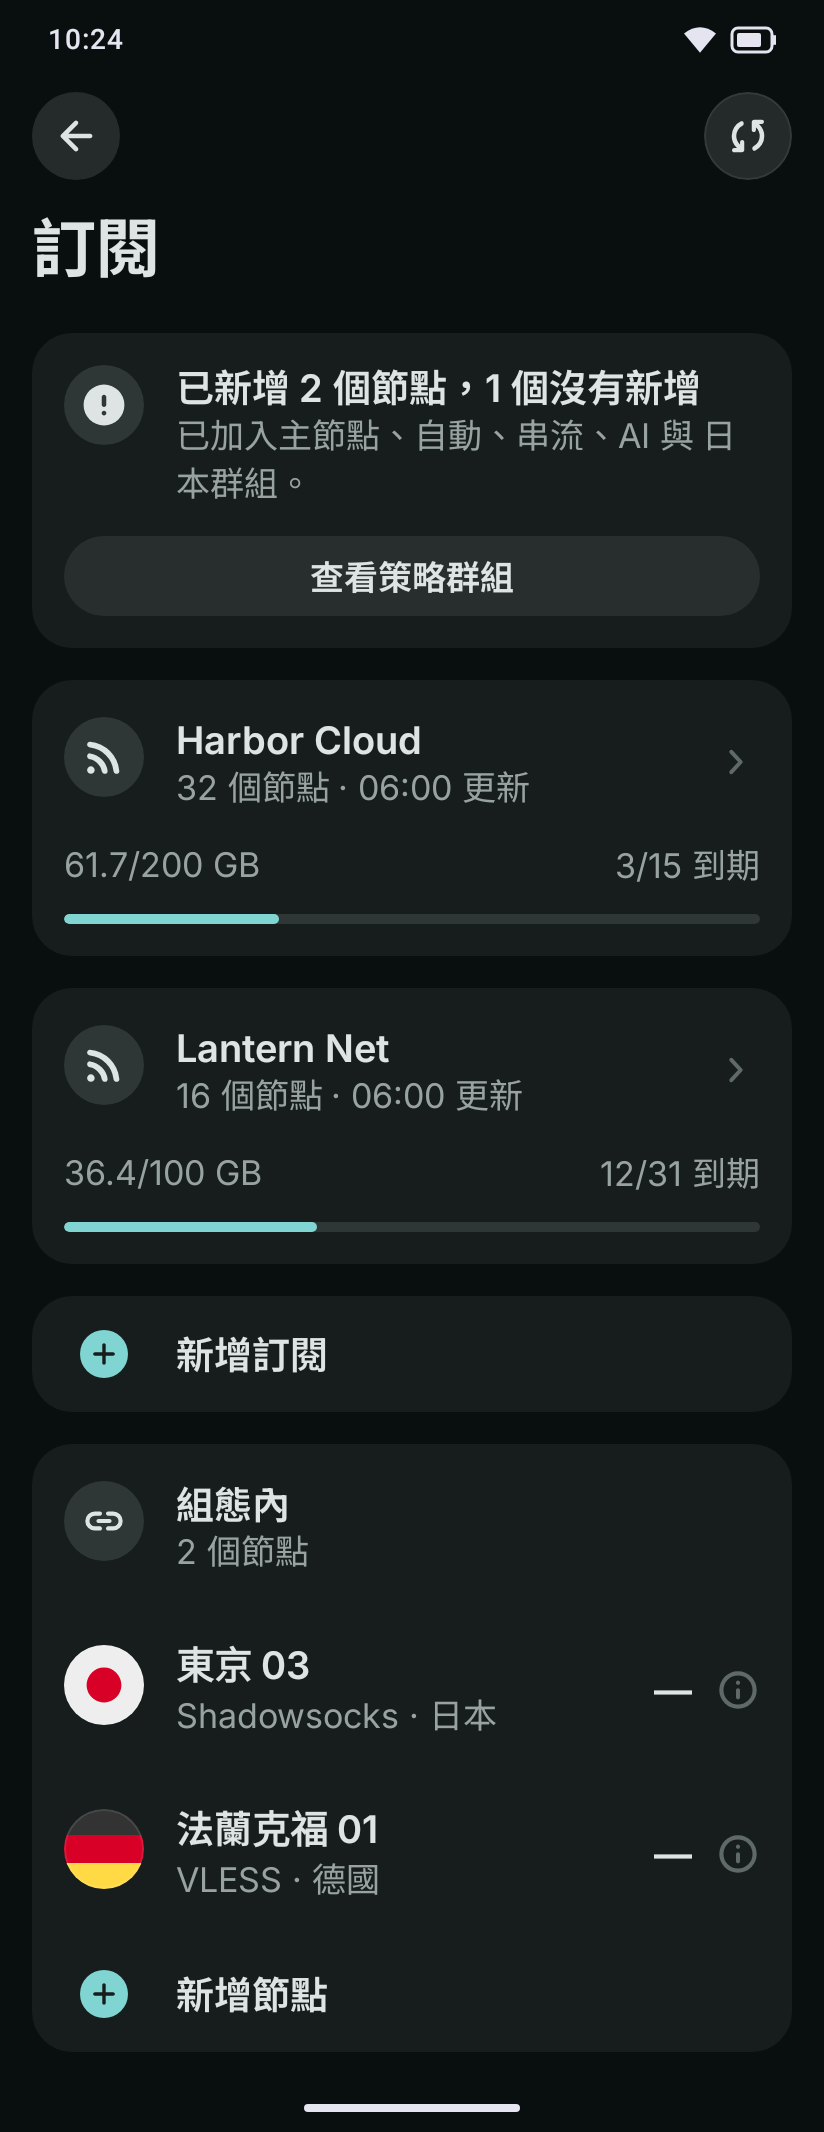 10:24
訂閱
已新增 2 個節點，1 個沒有新增
已加入主節點、自動、串流、AI 與 日
本群組。
查看策略群組
Harbor Cloud
32 個節點 · 06:00 更新
61.7/200 GB
3/15 到期
Lantern Net
16 個節點 · 06:00 更新
36.4/100 GB
12/31 到期
新增訂閱
組態內
2 個節點
東京 03
Shadowsocks · 日本
—
法蘭克福 01
VLESS · 德國
—
新增節點